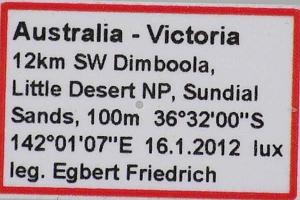 Australia - Victoria
12km SW Dimboola,
Little Desert NP, Sundial
Sands, 100m 36°32'00"S
142°01'07"E 16.1.2012 lux
leg. Egbert Friedrich